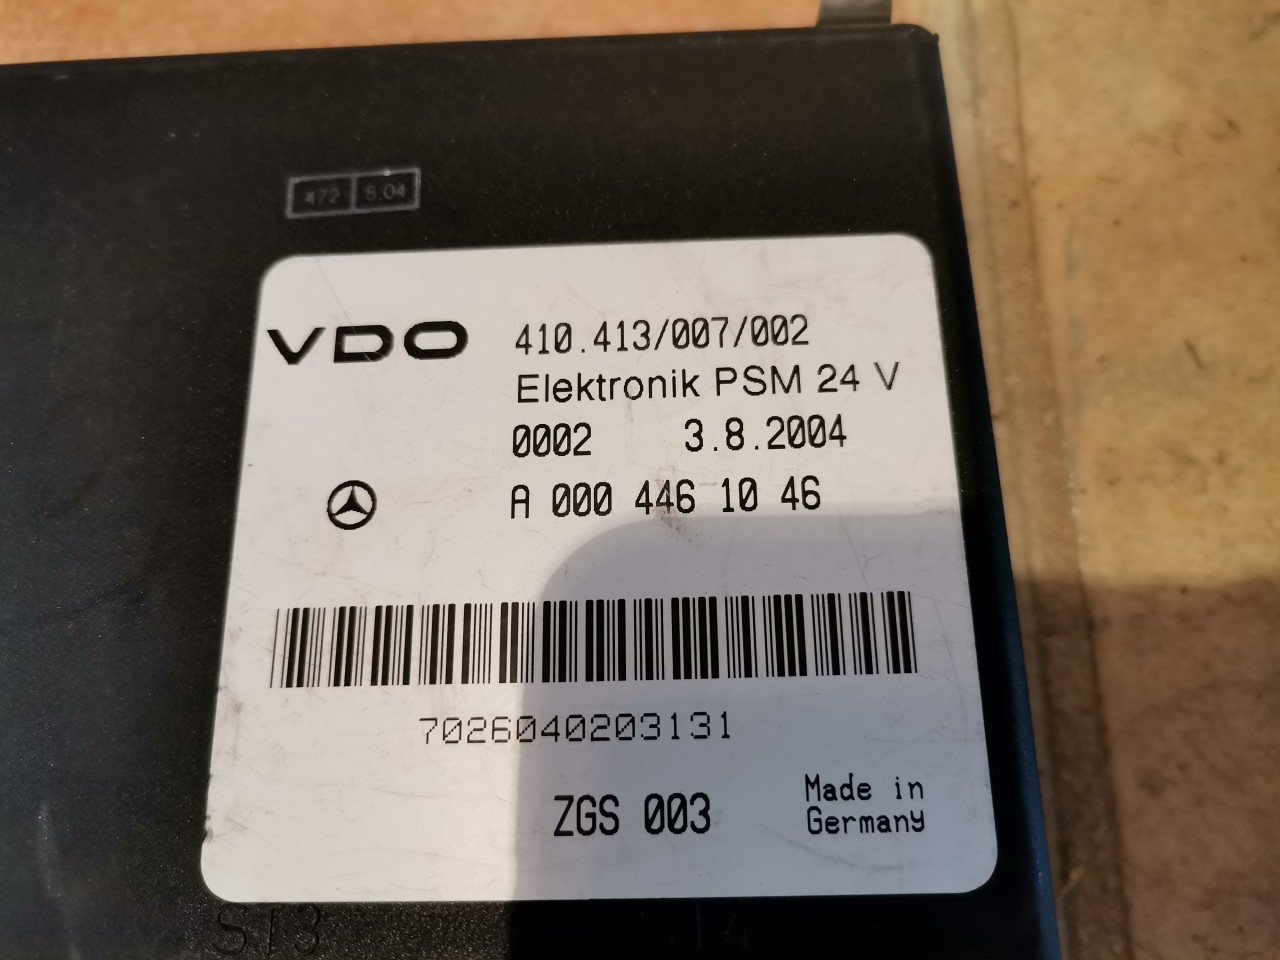 472 8.04
VDO 410.413/007/002
Elektronik PSM 24 V
0002 3.8.2004
A 000 446 10 46
7026040203131
ZGS 003
Made in
Germany
ST3